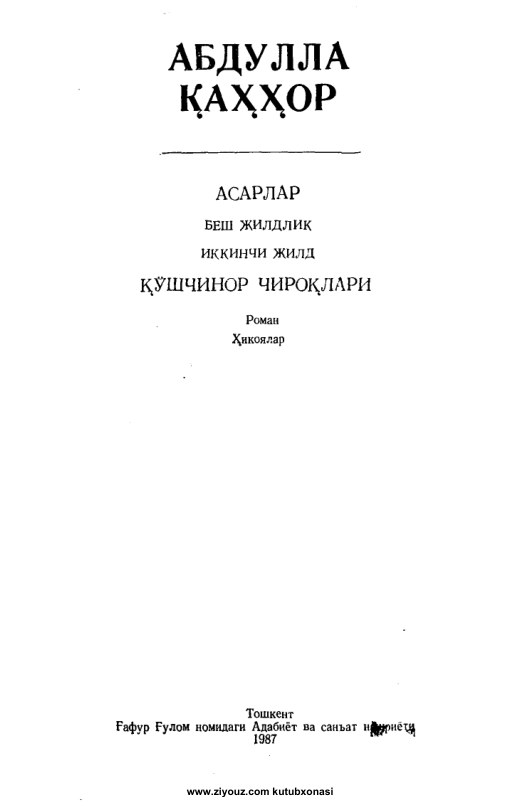 АБДУЛЛА
ҚАҲҲОР
АСАРЛАР
БЕШ ЖИЛДЛИК
ИККИНЧИ ЖИЛД
ҚЎШЧИНОР ЧИРОҚЛАРИ
Роман
Ҳикоялар
Тошкент
Ғафур Ғулом номидаги Адабиёт ва санъат
1987
www.ziyouz.com kutubxonasi